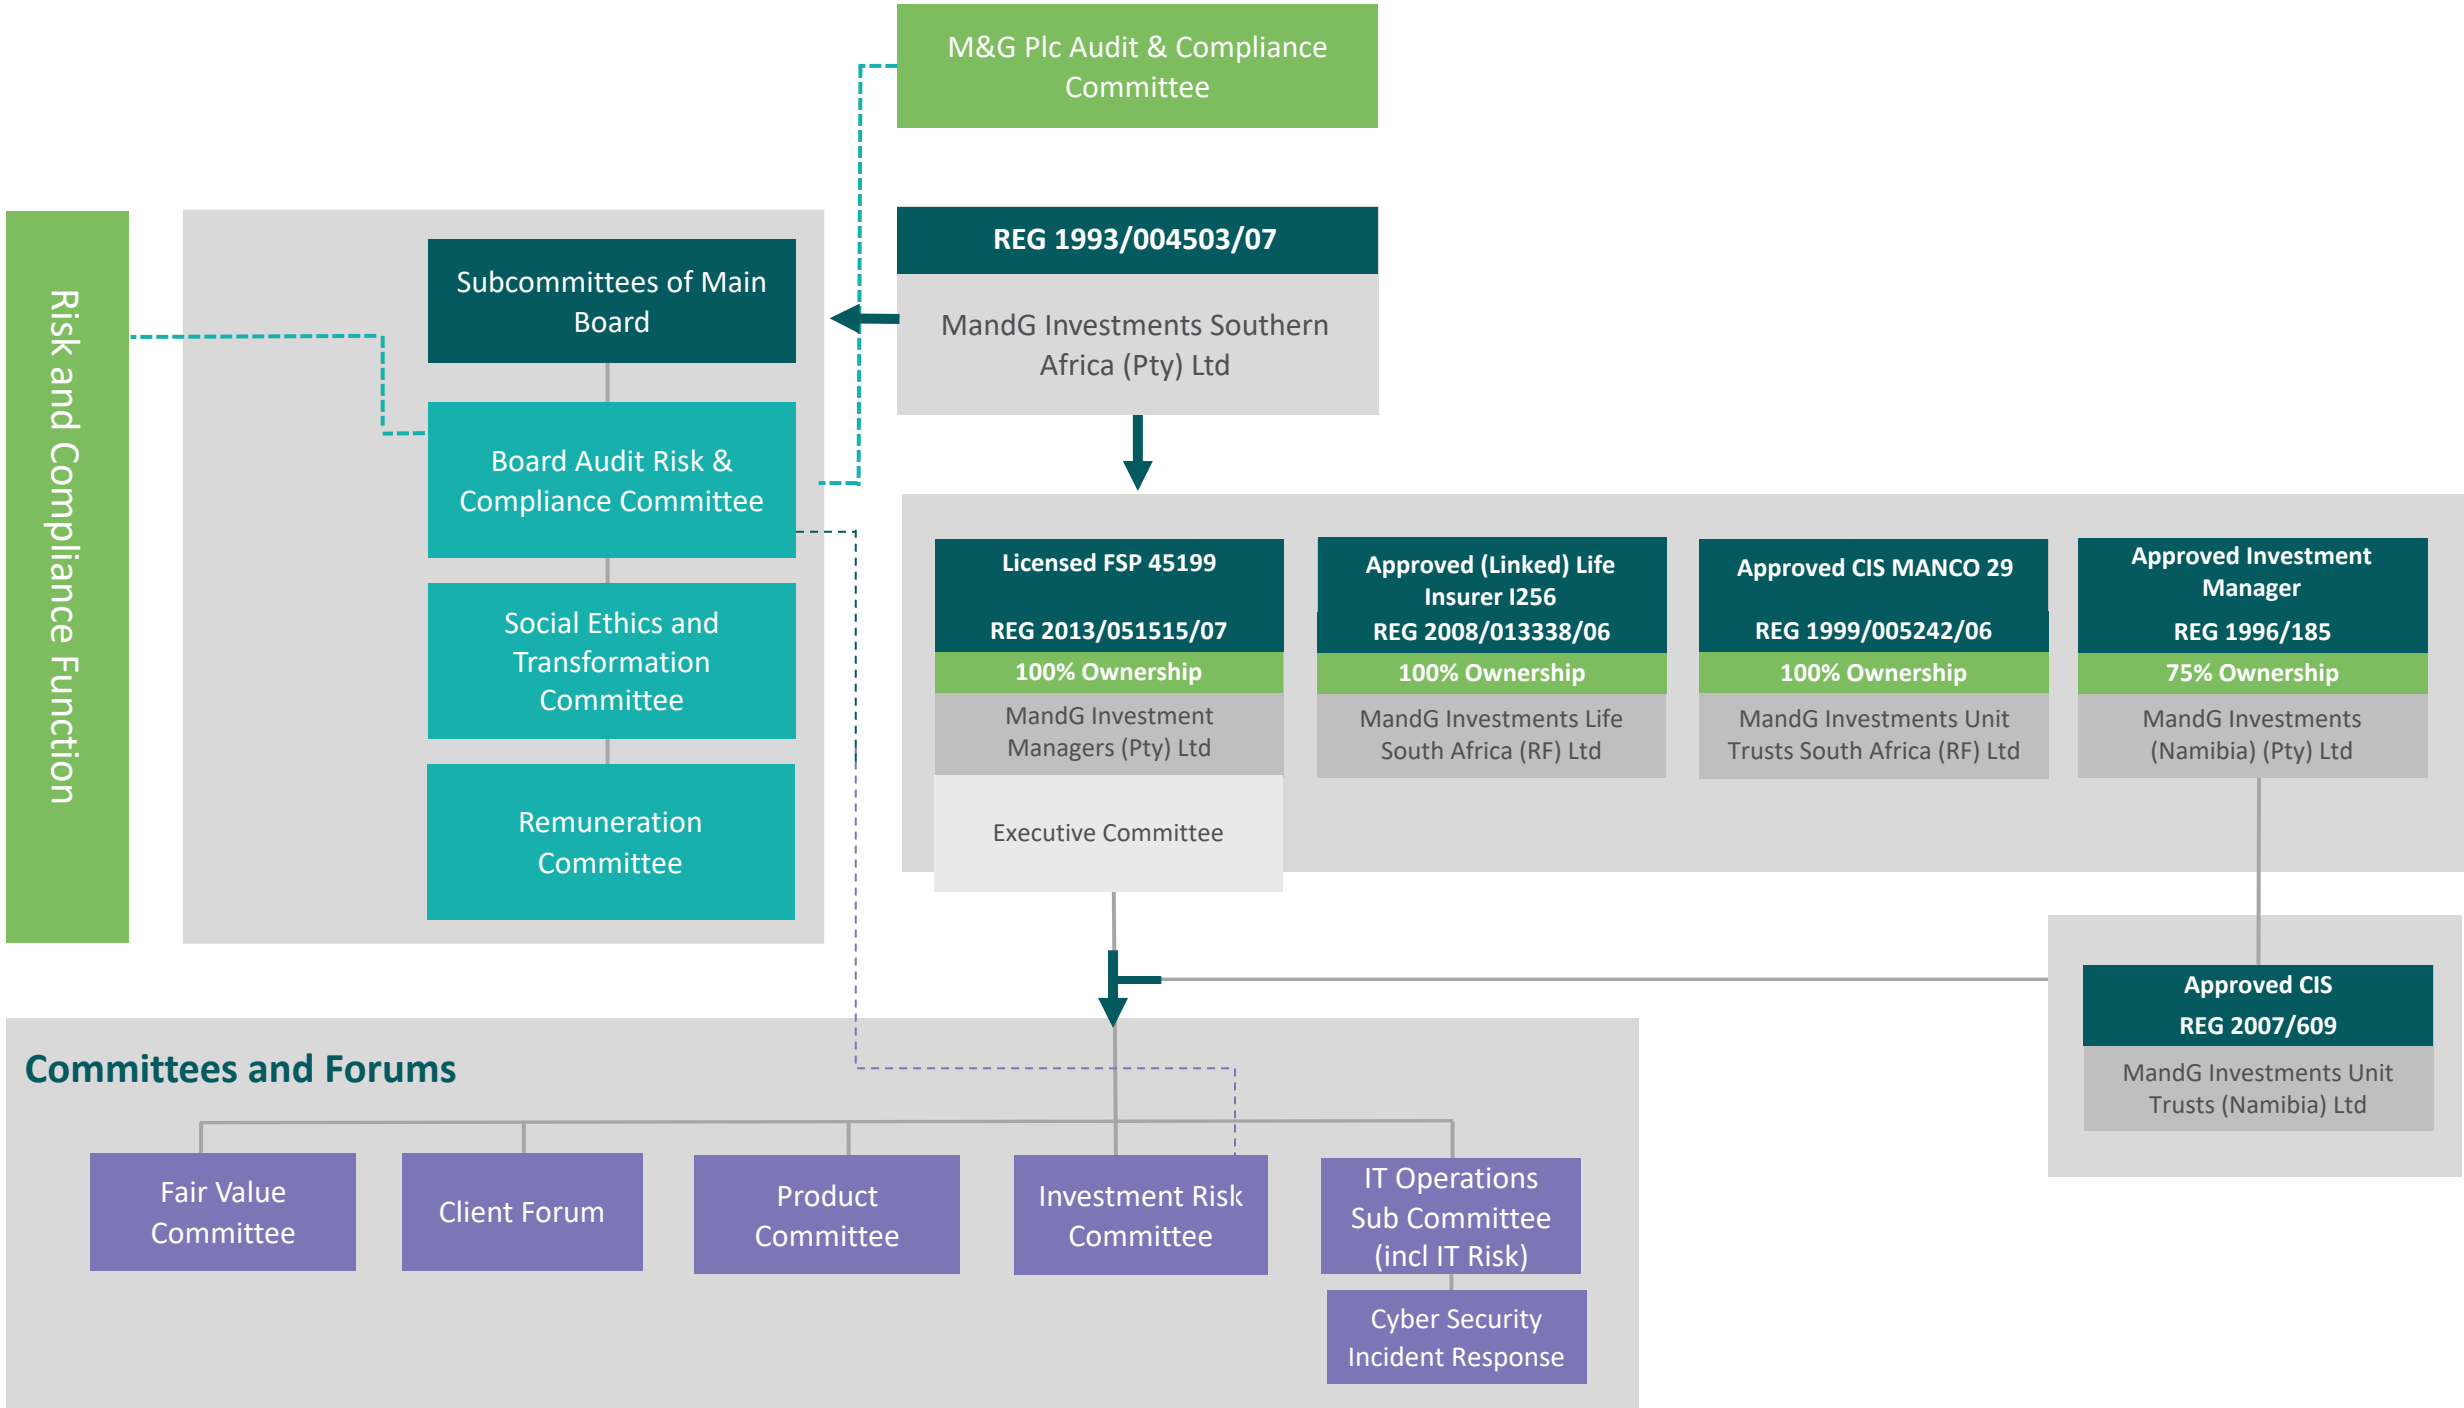 M&G Plc Audit & Compliance
Committee
Risk and Compliance Function
Subcommittees of Main
Board
Board Audit Risk &
Compliance Committee
Social Ethics and
Transformation
Committee
Remuneration
Committee
REG 1993/004503/07
MandG Investments Southern
Africa (Pty) Ltd
Licensed FSP 45199
REG 2013/051515/07
100% Ownership
MandG Investment
Managers (Pty) Ltd
Executive Committee
Approved (Linked) Life
Insurer I256
REG 2008/013338/06
100% Ownership
MandG Investments Life
South Africa (RF) Ltd
Approved CIS MANCO 29
REG 1999/005242/06
100% Ownership
MandG Investments Unit
Trusts South Africa (RF) Ltd
Approved Investment
Manager
REG 1996/185
75% Ownership
MandG Investments
(Namibia) (Pty) Ltd
Approved CIS
REG 2007/609
MandG Investments Unit
Trusts (Namibia) Ltd
Committees and Forums
Fair Value
Committee
Client Forum
Product
Committee
Investment Risk
Committee
IT Operations
Sub Committee
(incl IT Risk)
Cyber Security
Incident Response